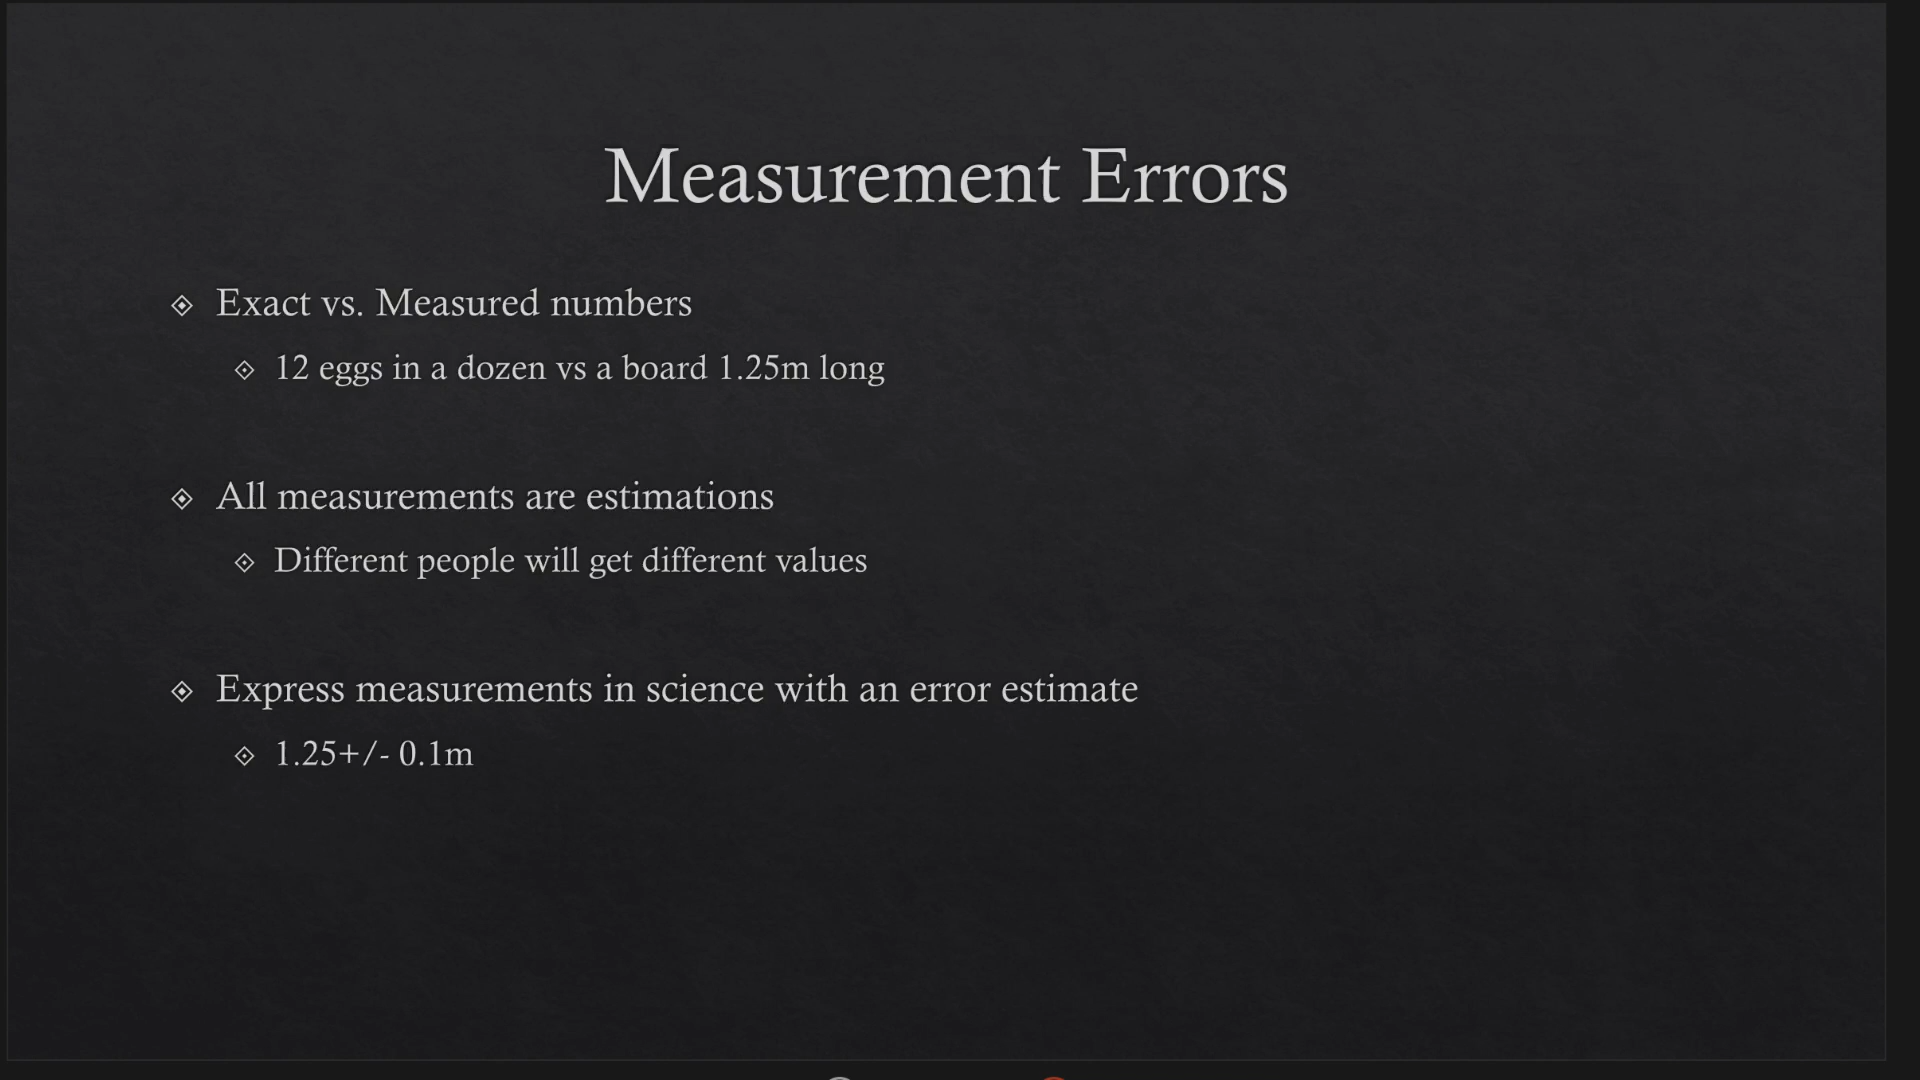 Measurement Errors
Exact vs. Measured numbers
12 eggs in a dozen vs a board 1.25m long
All measurements are estimations
Different people will get different values
Express measurements in science with an error estimate
1.25+/- 0.1m